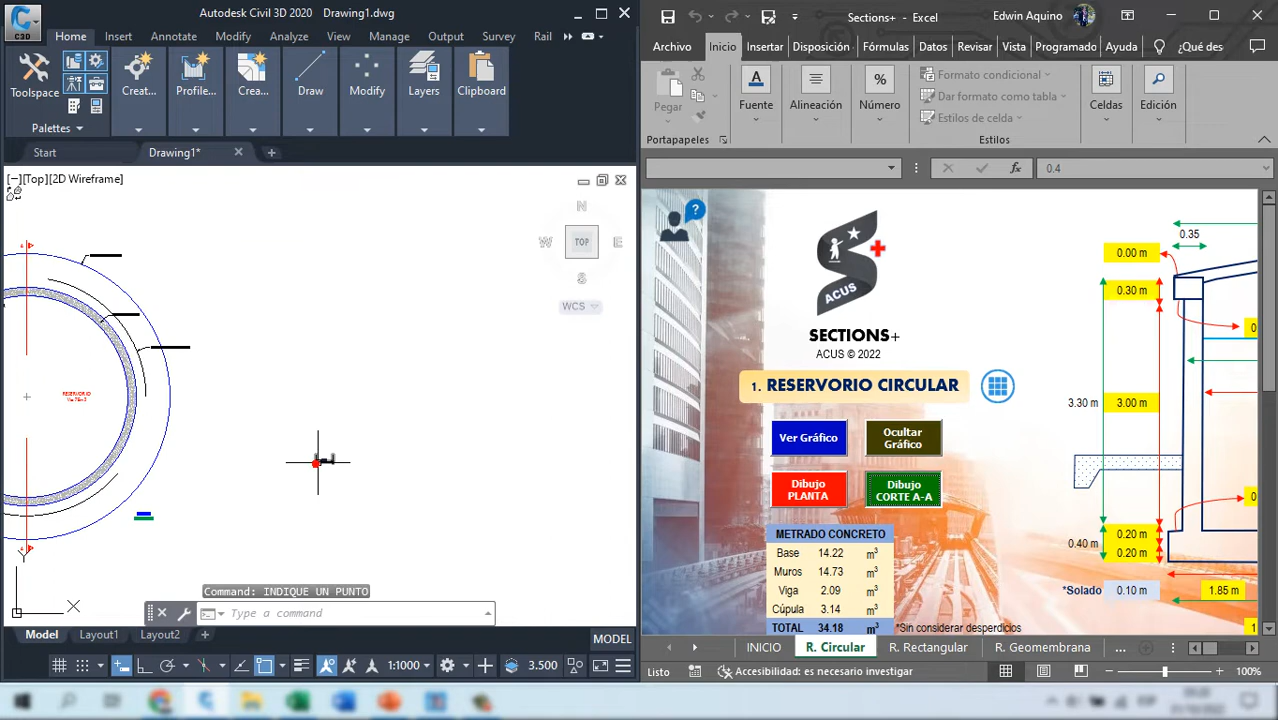 Autodesk Civil 3D 2020 Drawing1.dwg
C3D
Home Insert Annotate Modify Analyze View Manage Output Survey Rail
Toolspace Creat... Profile... Crea... Draw Modify Layers Clipboard
Palettes
Start Drawing1*
[−][Top][2D Wireframe]
N
W TOP E
S
WCS
RESERVORIO
Y
X
Command: INDIQUE UN PUNTO
Type a command
Model Layout1 Layout2 + MODEL
1:1000 3.500
Sections+ - Excel Edwin Aquino
Archivo Inicio Insertar Disposición Fórmulas Datos Revisar Vista Programado Ayuda ¿Qué des
Pegar Fuente Alineación Número Formato condicional Dar formato como tabla Estilos de celda Celdas Edición
Portapapeles Estilos
fx 0.4
ACUS
SECTIONS+
ACUS © 2022
1. RESERVORIO CIRCULAR
Ver Gráfico Ocultar Gráfico
Dibujo PLANTA Dibujo CORTE A-A
METRADO CONCRETO
Base 14.22 m³
Muros 14.73 m³
Viga 2.09 m³
Cúpula 3.14 m³
TOTAL 34.18 m³ *Sin considerar desperdicios
0.35
0.00 m
0.30 m
0
3.30 m 3.00 m
0
0.20 m
0.40 m 0.20 m
*Solado 0.10 m 1.85 m
1
INICIO R. Circular R. Rectangular R. Geomembrana ...
Listo Accesibilidad: es necesario investigar 100%